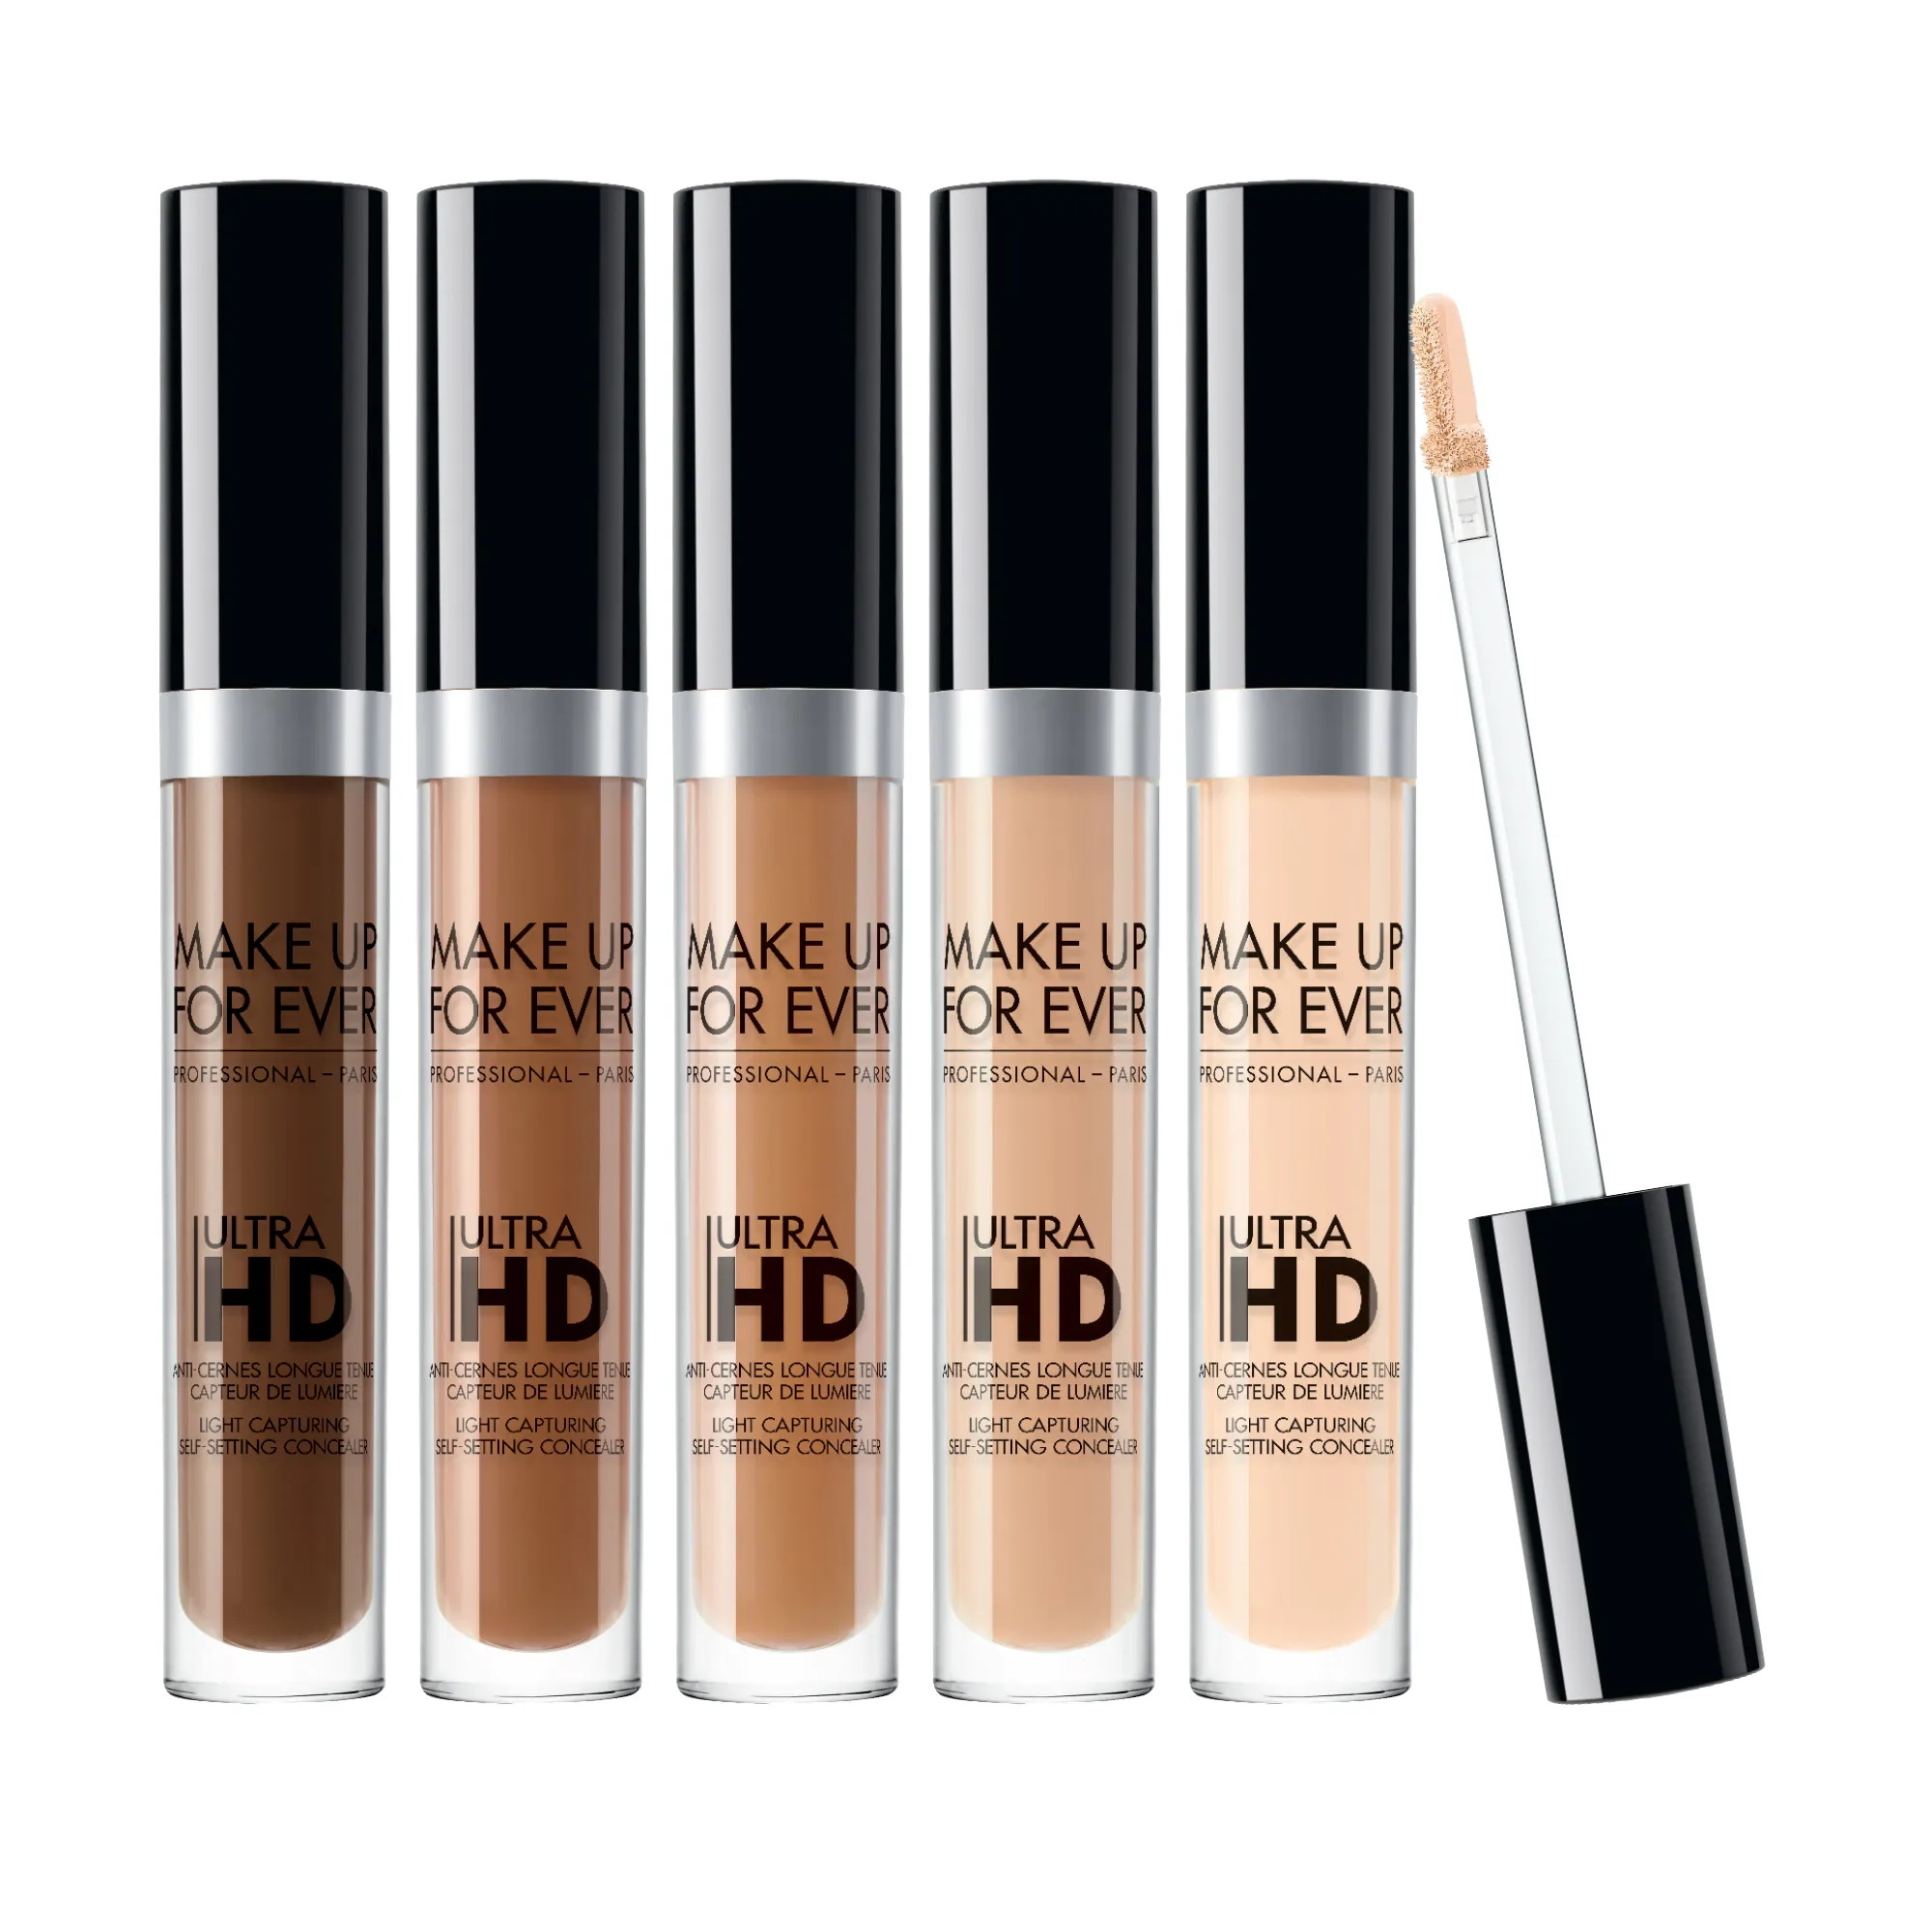 MAKE UP
FOR EVER
PROFESSIONAL – PARIS
ULTRA
HD
ANTI-CERNES LONGUE TENUE
CAPTEUR DE LUMIERE
LIGHT CAPTURING
SELF-SETTING CONCEALER
MAKE UP
FOR EVER
PROFESSIONAL – PARIS
ULTRA
HD
ANTI-CERNES LONGUE TENUE
CAPTEUR DE LUMIERE
LIGHT CAPTURING
SELF-SETTING CONCEALER
MAKE UP
FOR EVER
PROFESSIONAL – PARIS
ULTRA
HD
ANTI-CERNES LONGUE TENUE
CAPTEUR DE LUMIERE
LIGHT CAPTURING
SELF-SETTING CONCEALER
MAKE UP
FOR EVER
PROFESSIONAL – PARIS
ULTRA
HD
ANTI-CERNES LONGUE TENUE
CAPTEUR DE LUMIERE
LIGHT CAPTURING
SELF-SETTING CONCEALER
MAKE UP
FOR EVER
PROFESSIONAL – PARIS
ULTRA
HD
ANTI-CERNES LONGUE TENUE
CAPTEUR DE LUMIERE
LIGHT CAPTURING
SELF-SETTING CONCEALER